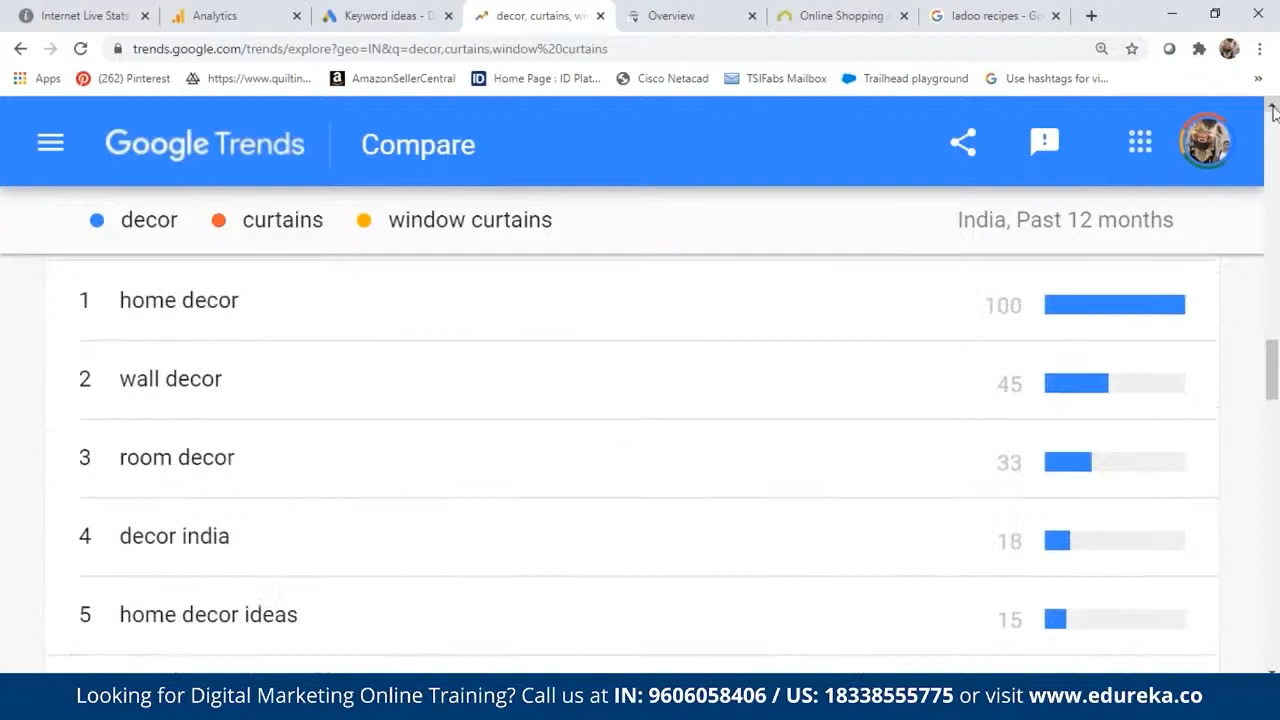 Internet Live Stats
Analytics
Keyword ideas - D
decor, curtains, wi
Overview
Online Shopping
ladoo recipes - Go
trends.google.com/trends/explore?geo=IN&q=decor,curtains,window%20curtains
Apps
(262) Pinterest
https://www.quiltin...
AmazonSellerCentral
Home Page : ID Plat...
Cisco Netacad
TSIFabs Mailbox
Trailhead playground
Use hashtags for vi...
Google Trends
Compare
decor
curtains
window curtains
India, Past 12 months
1 home decor 100
2 wall decor 45
3 room decor 33
4 decor india 18
5 home decor ideas 15
Looking for Digital Marketing Online Training? Call us at IN: 9606058406 / US: 18338555775 or visit www.edureka.co